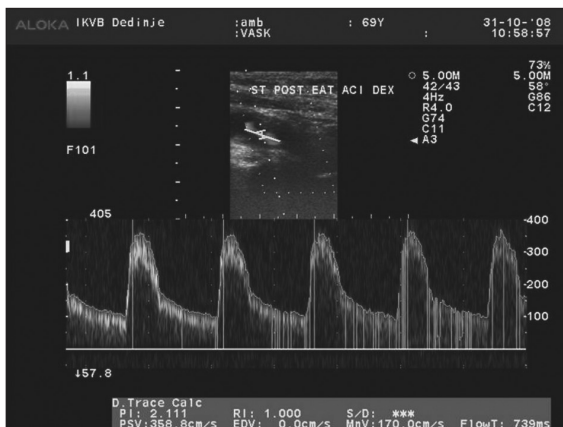 ALOKA IKVB Dedinje :amb : 69Y 31-10-'08
:VASK : 10:58:57
73%
1.1 5.00M 5.00M
ST POST EAT ACI DEX 42/43 58°
4Hz G86
R4.0 C12
G74
C11
F101 A3
405 400
300
200
100
↓57.8
D.Trace Calc
PI: 2.111 RI: 1.000 S/D: ***
PSV:358.8cm/s EDV: 0.0cm/s MnV:170.0cm/s FlowT: 739ms